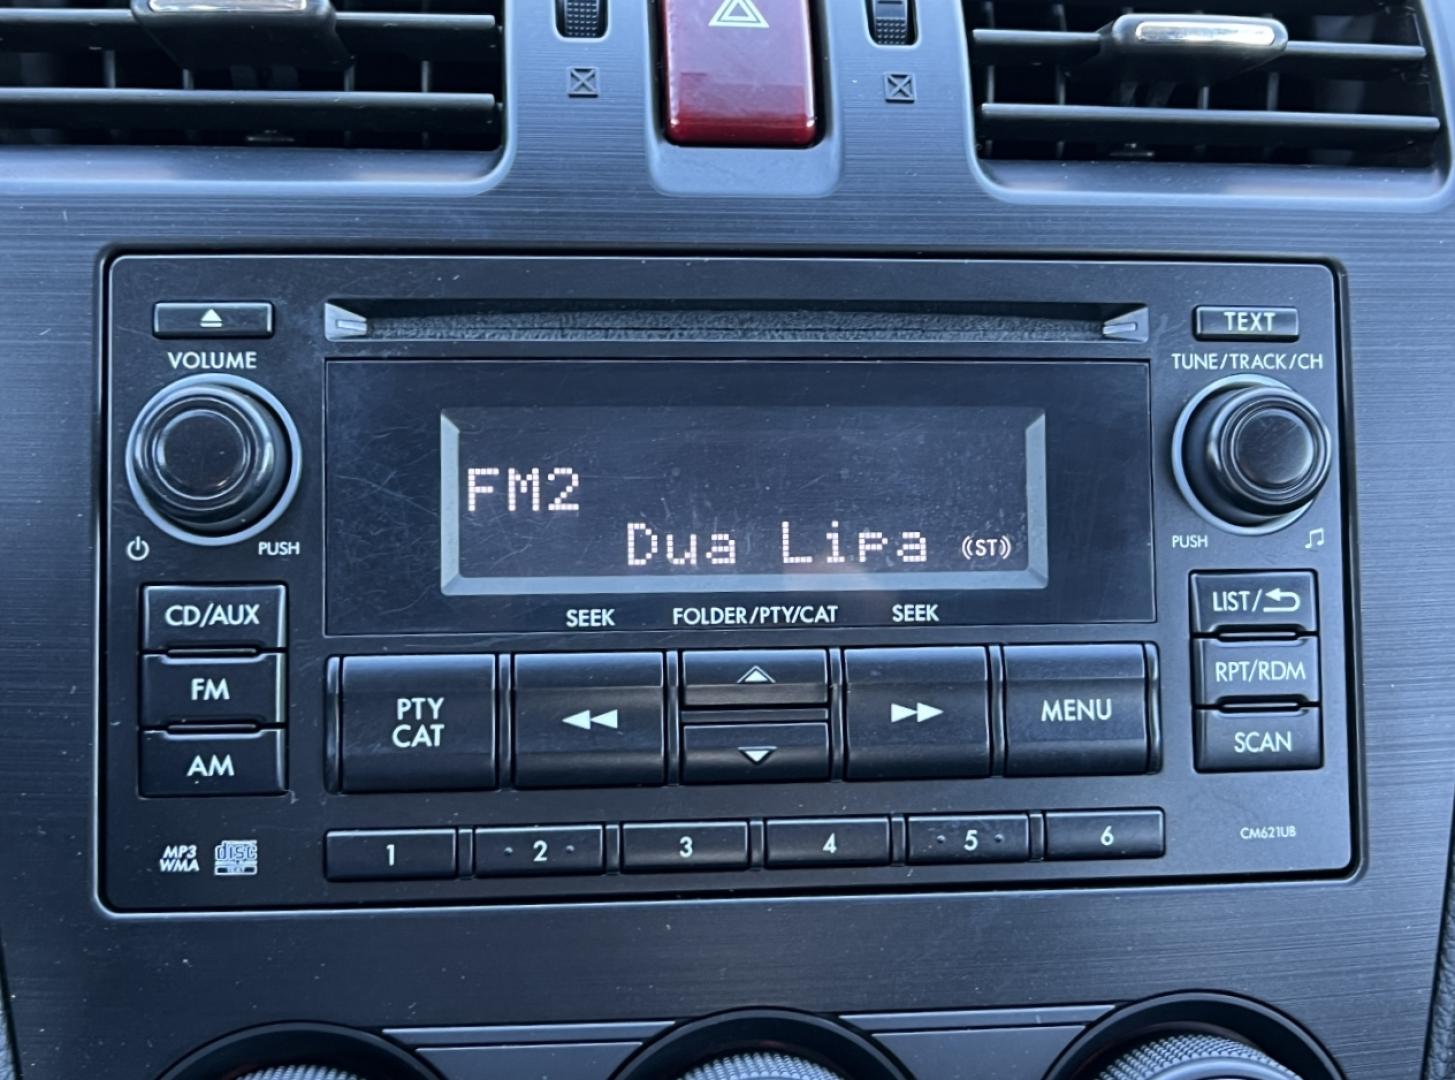 TEXT
VOLUME
TUNE/TRACK/CH
FM2
Dua Lipa (ST)
PUSH
PUSH
SEEK FOLDER/PTY/CAT SEEK
CD/AUX
LIST/
FM
RPT/RDM
PTY
CAT
MENU
AM
SCAN
1 2 3 4 5 6
CM621UB
MP3
WMA
disc
TEXT